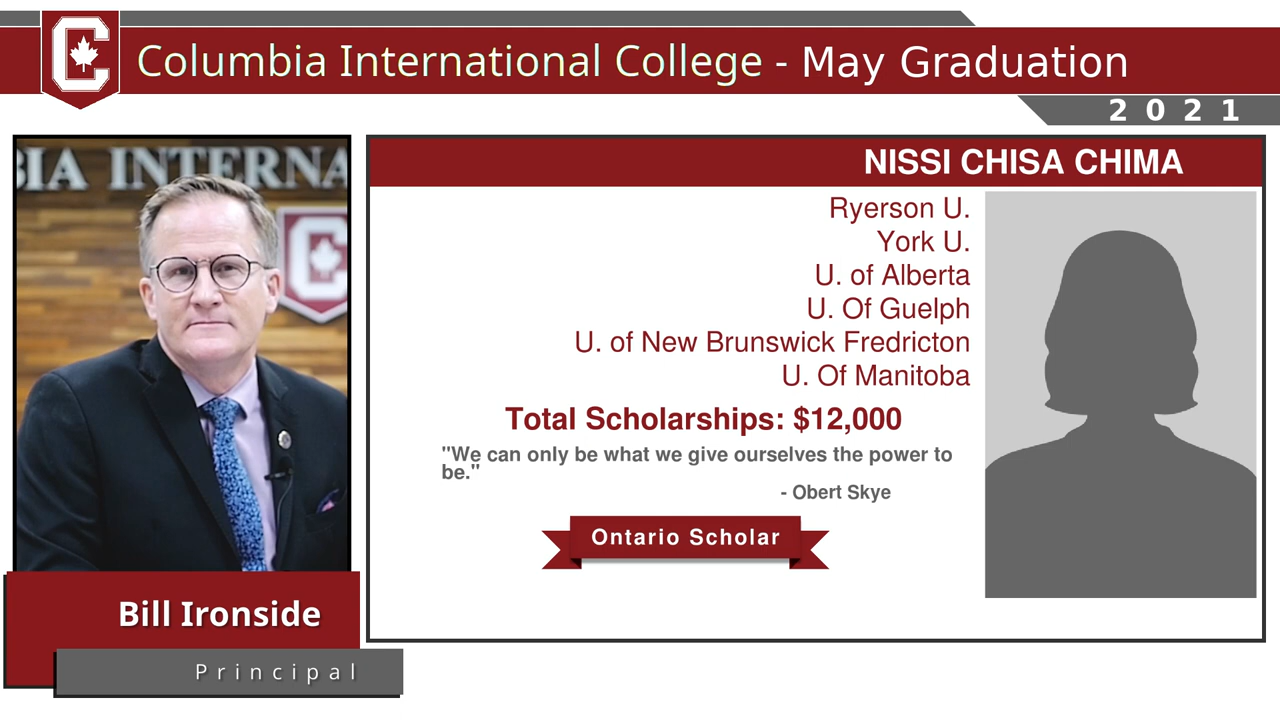 Columbia International College - May Graduation
2021
BIA INTERNA
NISSI CHISA CHIMA
Ryerson U.
York U.
U. of Alberta
U. Of Guelph
U. of New Brunswick Fredricton
U. Of Manitoba
Total Scholarships: $12,000
"We can only be what we give ourselves the power to
be."
- Obert Skye
Ontario Scholar
Bill Ironside
Principal